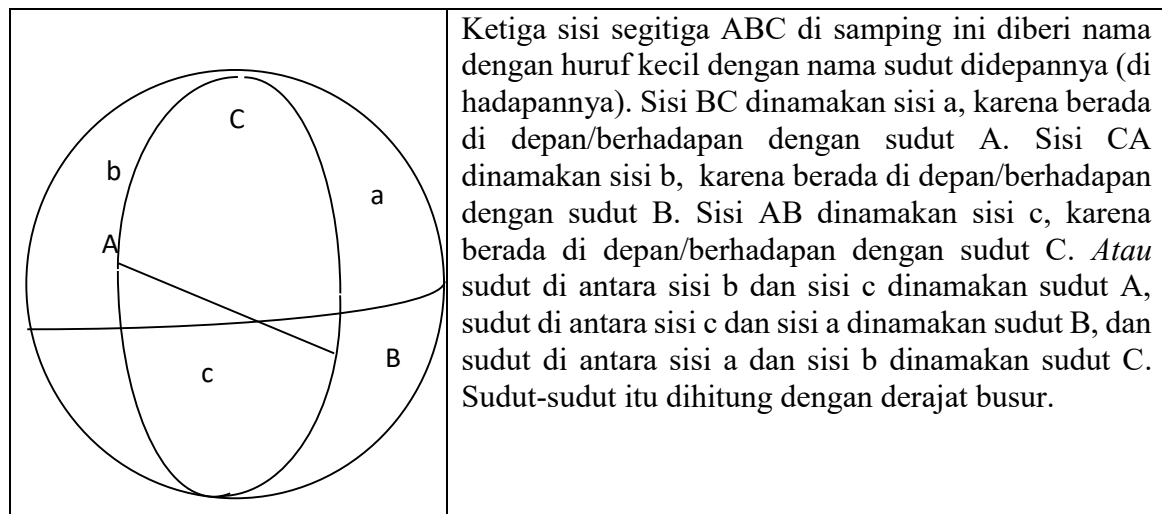 C
b
a
A
B
c
Ketiga sisi segitiga ABC di samping ini diberi nama
dengan huruf kecil dengan nama sudut didepannya (di
hadapannya). Sisi BC dinamakan sisi a, karena berada
di depan/berhadapan dengan sudut A. Sisi CA
dinamakan sisi b, karena berada di depan/berhadapan
dengan sudut B. Sisi AB dinamakan sisi c, karena
berada di depan/berhadapan dengan sudut C. Atau
sudut di antara sisi b dan sisi c dinamakan sudut A,
sudut di antara sisi c dan sisi a dinamakan sudut B, dan
sudut di antara sisi a dan sisi b dinamakan sudut C.
Sudut-sudut itu dihitung dengan derajat busur.